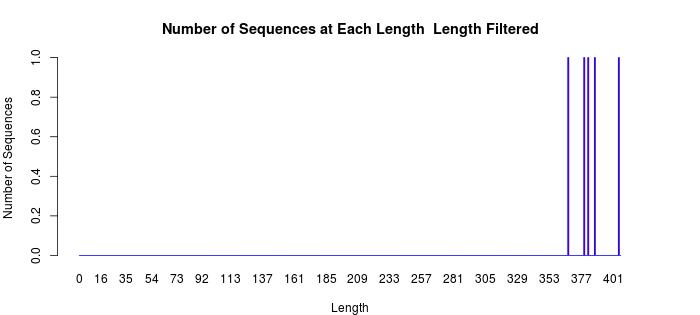 Number of Sequences at Each Length  Length Filtered
Number of Sequences
1.0
0.8
0.6
0.4
0.2
0.0
0 16 35 54 73 92 113 137 161 185 209 233 257 281 305 329 353 377 401
Length